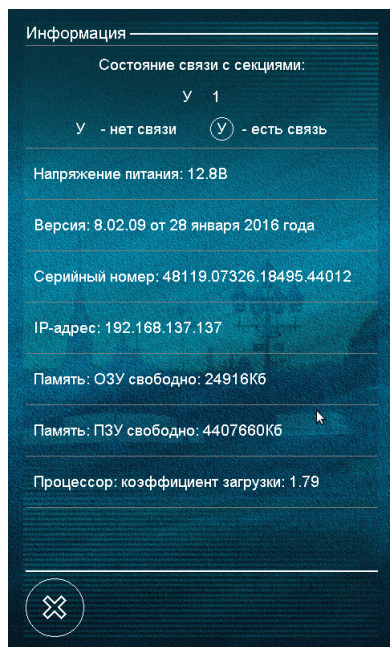 Информация
Состояние связи с секциями:
У 1
У - нет связи У - есть связь
Напряжение питания: 12.8В
Версия: 8.02.09 от 28 января 2016 года
Серийный номер: 48119.07326.18495.44012
IP-адрес: 192.168.137.137
Память: ОЗУ свободно: 24916Кб
Память: ПЗУ свободно: 4407660Кб
Процессор: коэффициент загрузки: 1.79